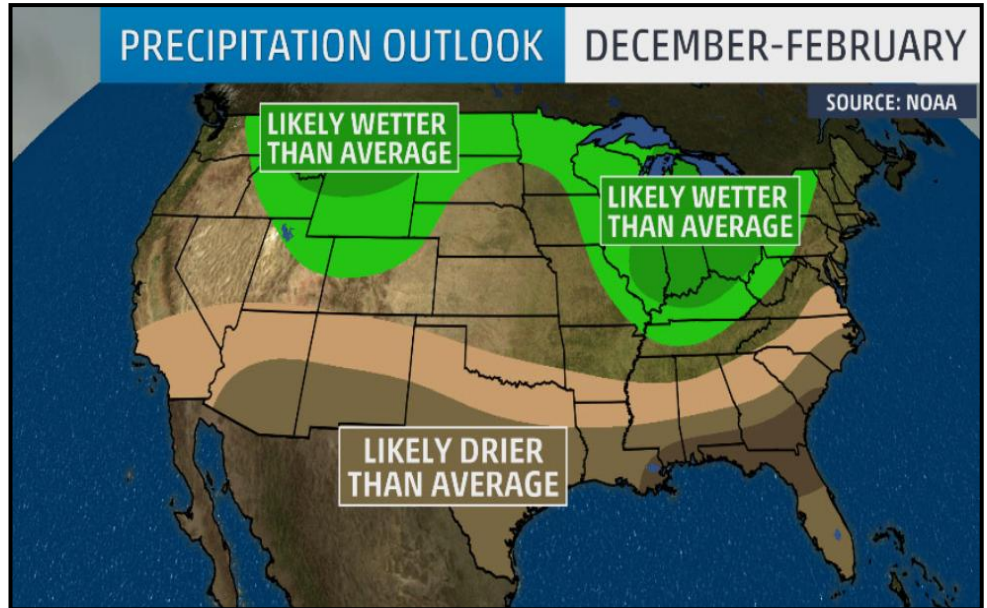 PRECIPITATION OUTLOOK
DECEMBER-FEBRUARY
SOURCE: NOAA
LIKELY WETTER
THAN AVERAGE
LIKELY WETTER
THAN AVERAGE
LIKELY DRIER
THAN AVERAGE